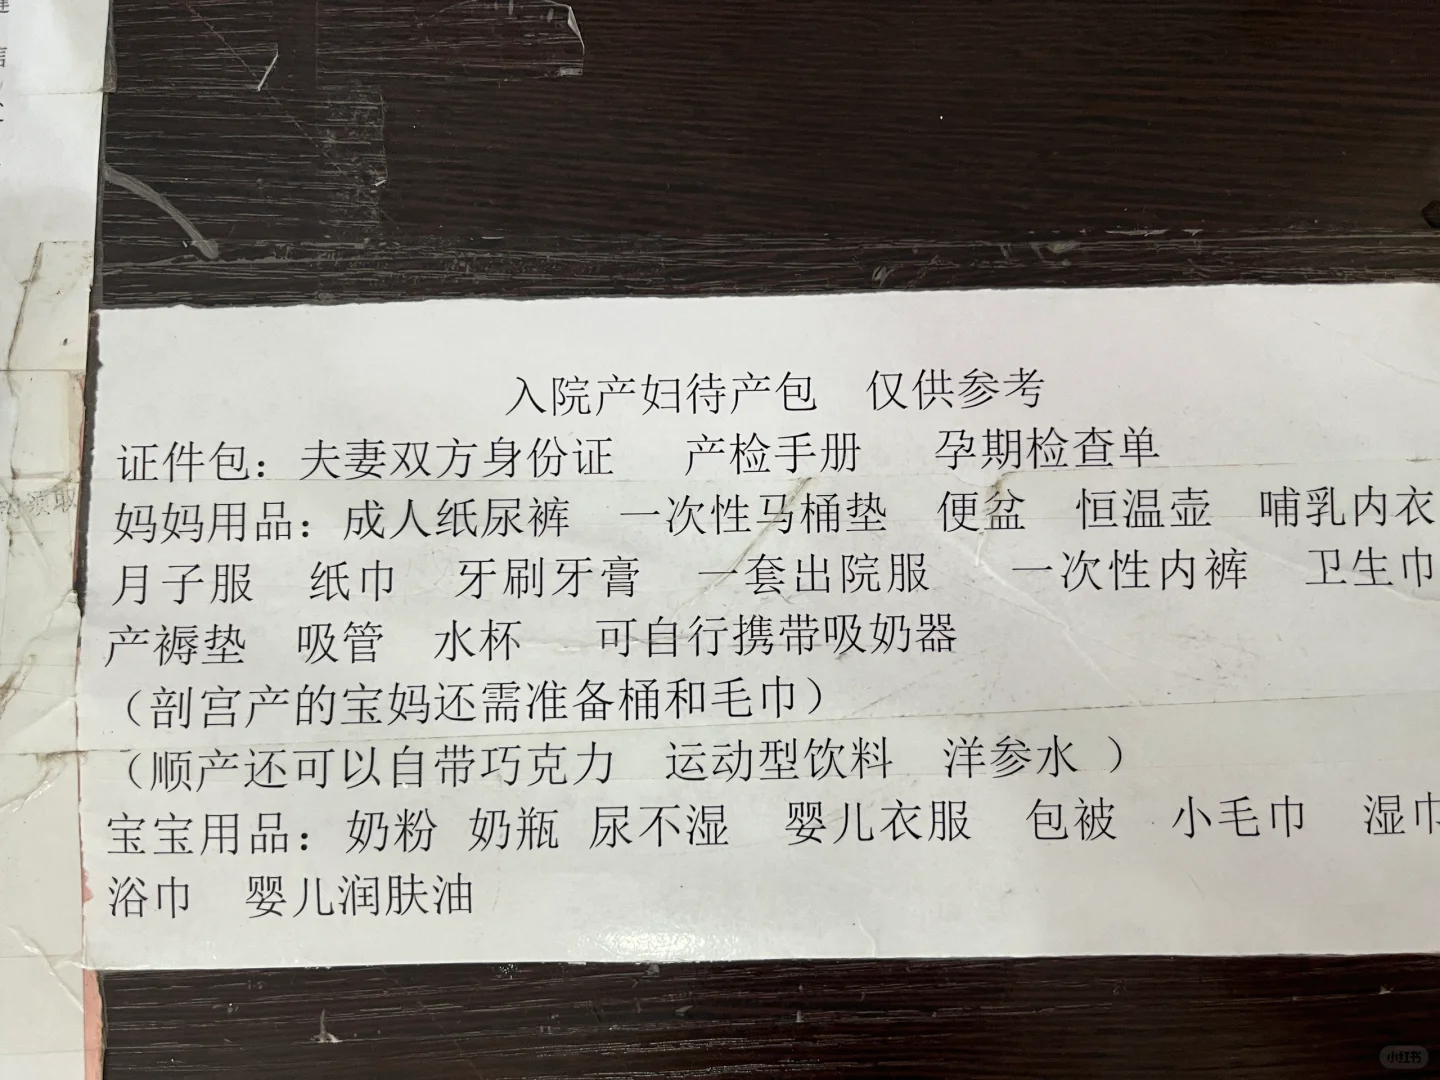 入院产妇待产包 仅供参考
证件包：夫妻双方身份证 产检手册 孕期检查单
妈妈用品：成人纸尿裤 一次性马桶垫 便盆 恒温壶 哺乳内衣
月子服 纸巾 牙刷牙膏 一套出院服 一次性内裤 卫生巾
产褥垫 吸管 水杯 可自行携带吸奶器
（剖宫产的宝妈还需准备桶和毛巾）
（顺产还可以自带巧克力 运动型饮料 洋参水 ）
宝宝用品：奶粉 奶瓶 尿不湿 婴儿衣服 包被 小毛巾 湿巾
浴巾 婴儿润肤油
小红书